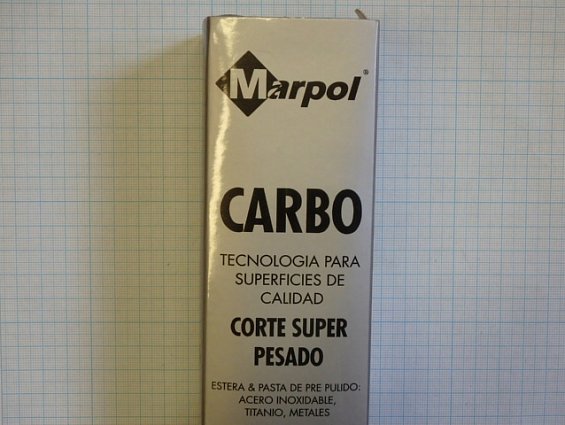 Marpol®
CARBO
TECNOLOGIA PARA
SUPERFICIES DE
CALIDAD
CORTE SUPER
PESADO
ESTERA & PASTA DE PRE PULIDO:
ACERO INOXIDABLE,
TITANIO, METALES